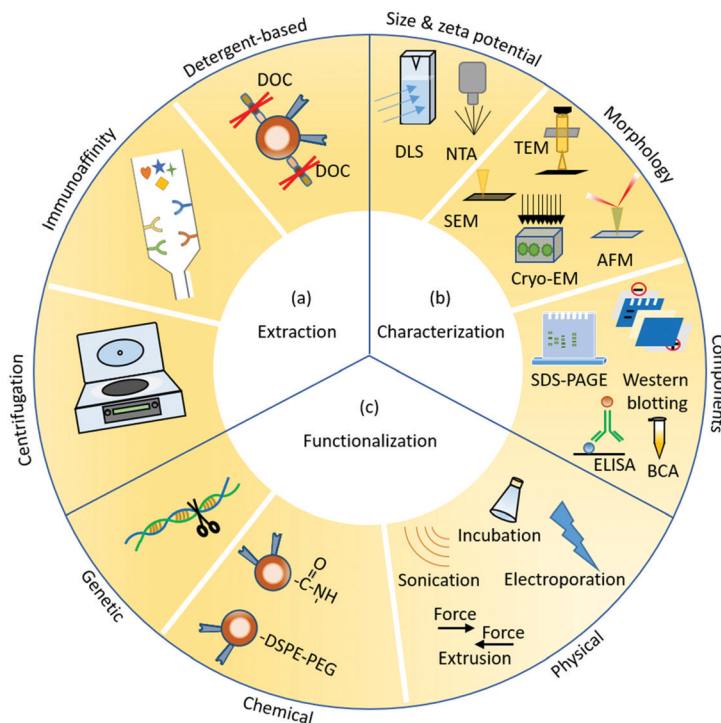 Detergent-based
Size & zeta potential
DOC
DOC
DLS
NTA
TEM
Morphology
SEM
Cryo-EM
AFM
Immunoaffinity
(a)
Extraction
(b)
Characterization
(c)
Functionalization
Centrifugation
SDS-PAGE
Western
blotting
ELISA
BCA
Components
Genetic
O
-C-NH
-DSPE-PEG
Chemical
Incubation
Sonication
Electroporation
Force
Force
Extrusion
Physical